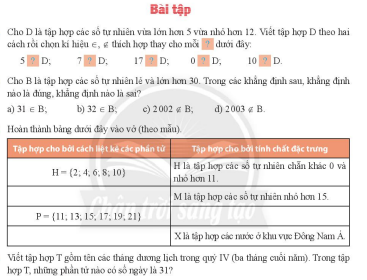 Bài tập
Cho D là tập hợp các số tự nhiên vừa lớn hơn 5 vừa nhỏ hơn 12. Viết tập hợp D theo hai
cách rồi chọn kí hiệu ∈, ∉ thích hợp thay cho mỗi ? dưới đây:
5 ? D; 7 ? D; 17 ? D; 0 ? D; 10 ? D.
Cho B là tập hợp các số tự nhiên lẻ và lớn hơn 30. Trong các khẳng định sau, khẳng định
nào là đúng, khẳng định nào là sai?
a) 31 ∈ B; b) 32 ∈ B; c) 2002 ∉ B; d) 2003 ∉ B.
Hoàn thành bảng dưới đây vào vở (theo mẫu).
Tập hợp cho bởi cách liệt kê các phần tử Tập hợp cho bởi tính chất đặc trưng
H = {2; 4; 6; 8; 10} H là tập hợp các số tự nhiên chẵn khác 0 và
nhỏ hơn 11.
M là tập hợp các số tự nhiên nhỏ hơn 15.
P = {11; 13; 15; 17; 19; 21}
X là tập hợp các nước ở khu vực Đông Nam Á.
Chân trời sáng tạo
Viết tập hợp T gồm tên các tháng dương lịch trong quý IV (ba tháng cuối năm). Trong tập
hợp T, những phần tử nào có số ngày là 31?